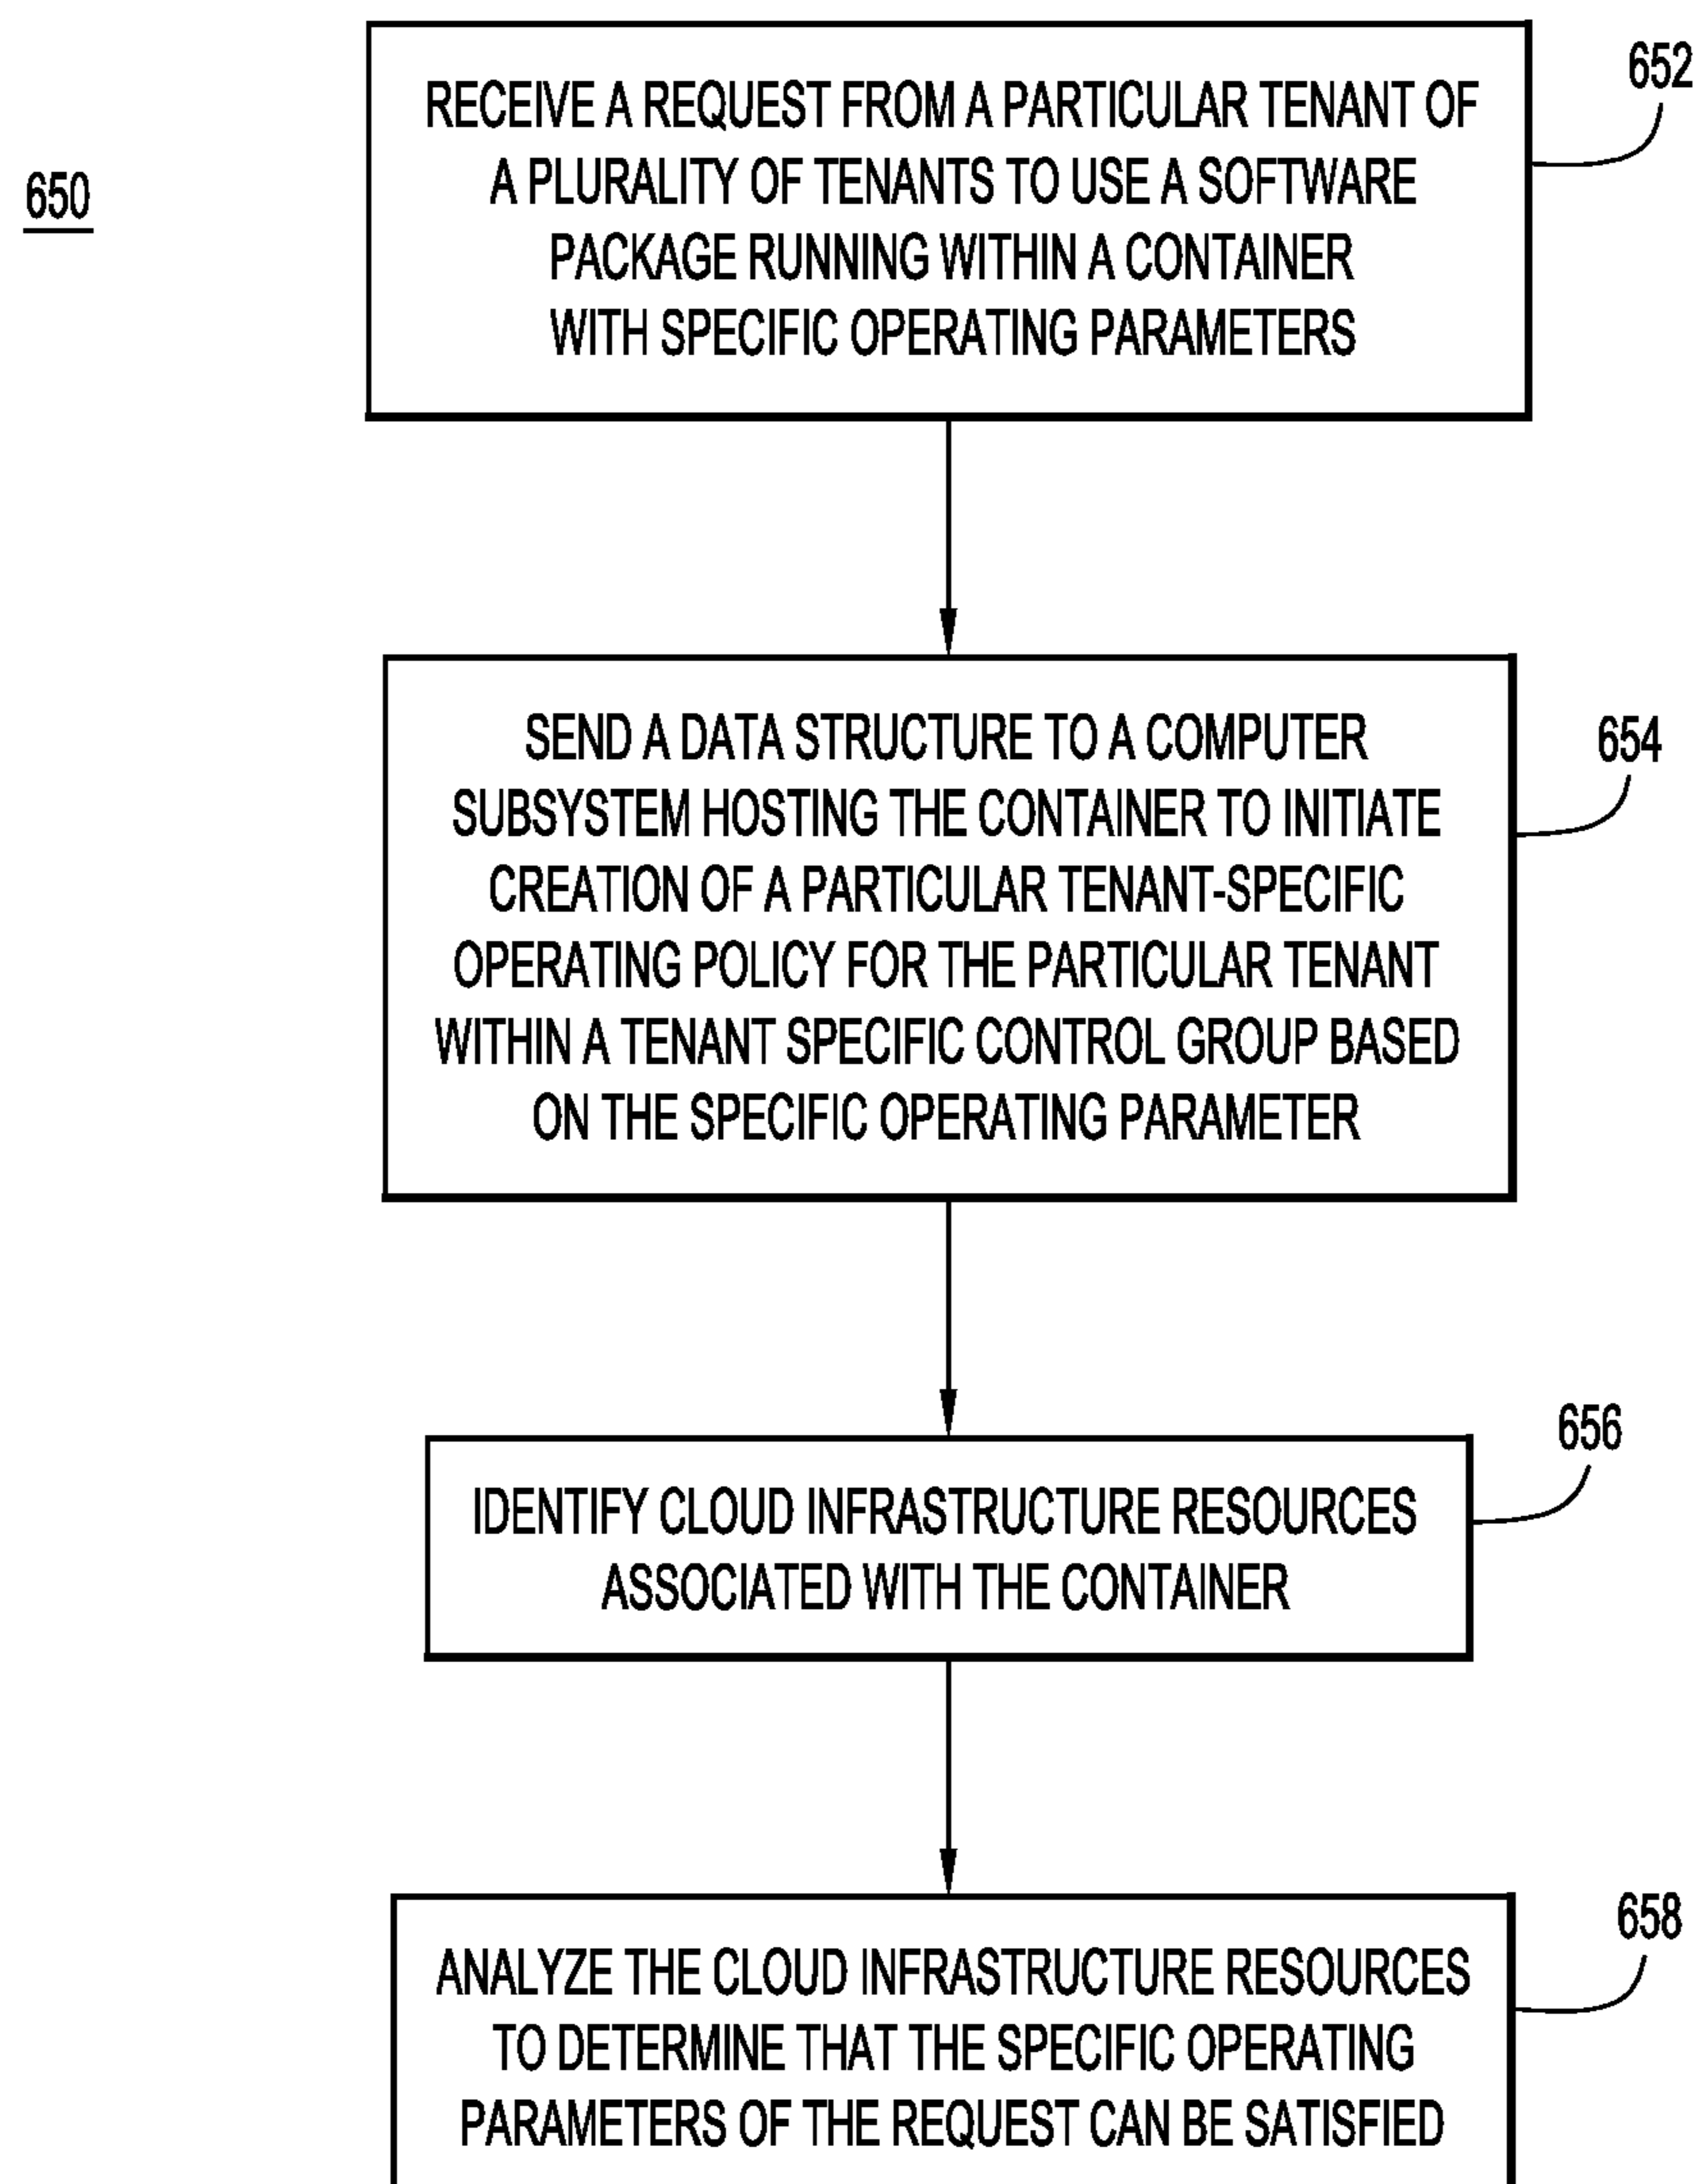 650
652
RECEIVE A REQUEST FROM A PARTICULAR TENANT OF
A PLURALITY OF TENANTS TO USE A SOFTWARE
PACKAGE RUNNING WITHIN A CONTAINER
WITH SPECIFIC OPERATING PARAMETERS
654
SEND A DATA STRUCTURE TO A COMPUTER
SUBSYSTEM HOSTING THE CONTAINER TO INITIATE
CREATION OF A PARTICULAR TENANT-SPECIFIC
OPERATING POLICY FOR THE PARTICULAR TENANT
WITHIN A TENANT SPECIFIC CONTROL GROUP BASED
ON THE SPECIFIC OPERATING PARAMETER
656
IDENTIFY CLOUD INFRASTRUCTURE RESOURCES
ASSOCIATED WITH THE CONTAINER
658
ANALYZE THE CLOUD INFRASTRUCTURE RESOURCES
TO DETERMINE THAT THE SPECIFIC OPERATING
PARAMETERS OF THE REQUEST CAN BE SATISFIED